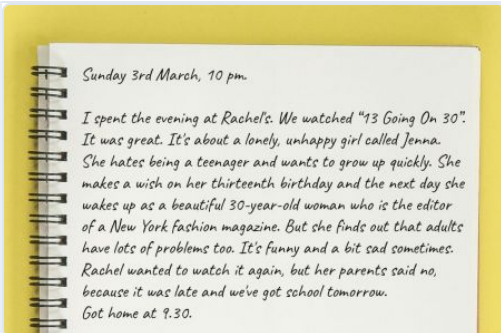 Sunday 3rd March, 10 pm.
I spent the evening at Rachel's. We watched "13 Going On 30".
It was great. It's about a lonely, unhappy girl called Jenna.
She hates being a teenager and wants to grow up quickly. She
makes a wish on her thirteenth birthday and the next day she
wakes up as a beautiful 30-year-old woman who is the editor
of a New York fashion magazine. But she finds out that adults
have lots of problems too. It's funny and a bit sad sometimes.
Rachel wanted to watch it again, but her parents said no,
because it was late and we've got school tomorrow.
Got home at 9.30.